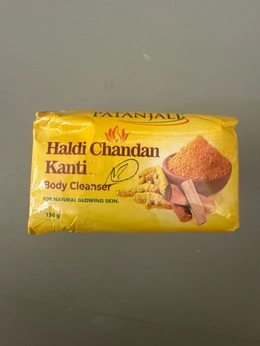 PATANJALI
Haldi Chandan
Kanti
Body Cleanser
FOR NATURAL GLOWING SKIN.
150 g